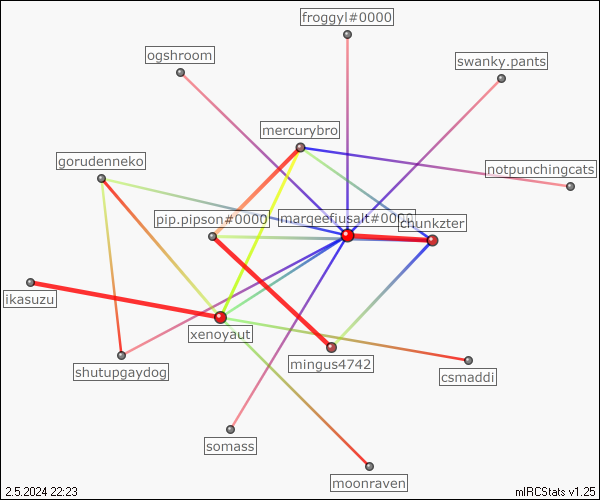 froggyl#0000
ogshroom
swanky.pants
mercurybro
gorudenneko
notpunchingcats
pip.pipson#0000
marqeejusalt#0000
chunkzter
ikasuzu
xenoyaut
mingus4742
shutupgaydog
csmaddi
somass
moonraven
2.5.2024 22:23
mIRCStats v1.25